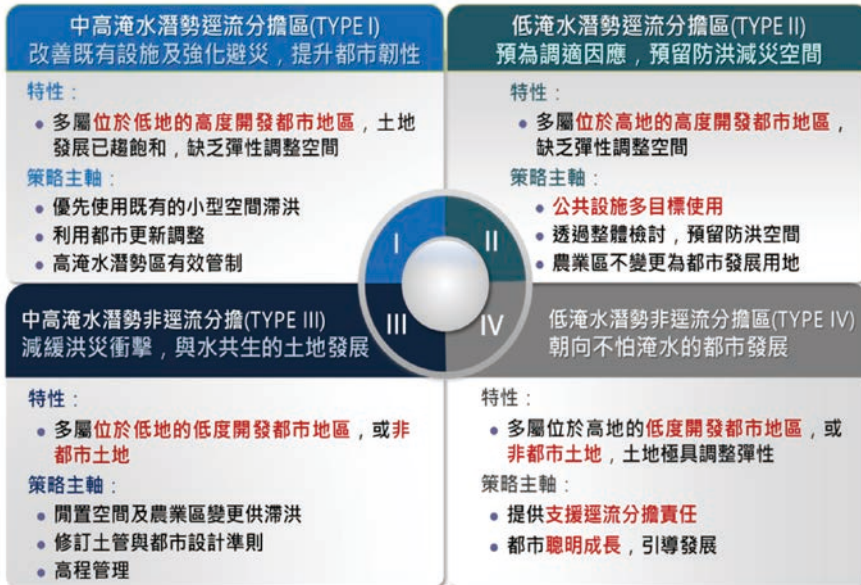 中高淹水潛勢逕流分擔區(TYPE I)
改善既有設施及強化避災，提升都市韌性
特性：
• 多屬位於低地的高度開發都市地區，土地
發展已趨飽和，缺乏彈性調整空間
策略主軸：
• 優先使用既有的小型空間滯洪
• 利用都市更新調整
• 高淹水潛勢區有效管制
低淹水潛勢逕流分擔區(TYPE II)
預為調適因應，預留防洪減災空間
特性：
• 多屬位於高地的高度開發都市地區，
缺乏彈性調整空間
策略主軸：
• 公共設施多目標使用
• 透過整體檢討，預留防洪空間
• 農業區不變更為都市發展用地
I
II
III
IV
中高淹水潛勢非逕流分擔(TYPE III)
減緩洪災衝擊，與水共生的土地發展
特性：
• 多屬位於低地的低度開發都市地區，或非
都市土地
策略主軸：
• 閒置空間及農業區變更供滯洪
• 修訂土管與都市設計準則
• 高程管理
低淹水潛勢非逕流分擔區(TYPE IV)
朝向不怕淹水的都市發展
特性：
• 多屬位於高地的低度開發都市地區，或
非都市土地，土地極具調整彈性
策略主軸：
• 提供支援逕流分擔責任
• 都市聰明成長，引導發展